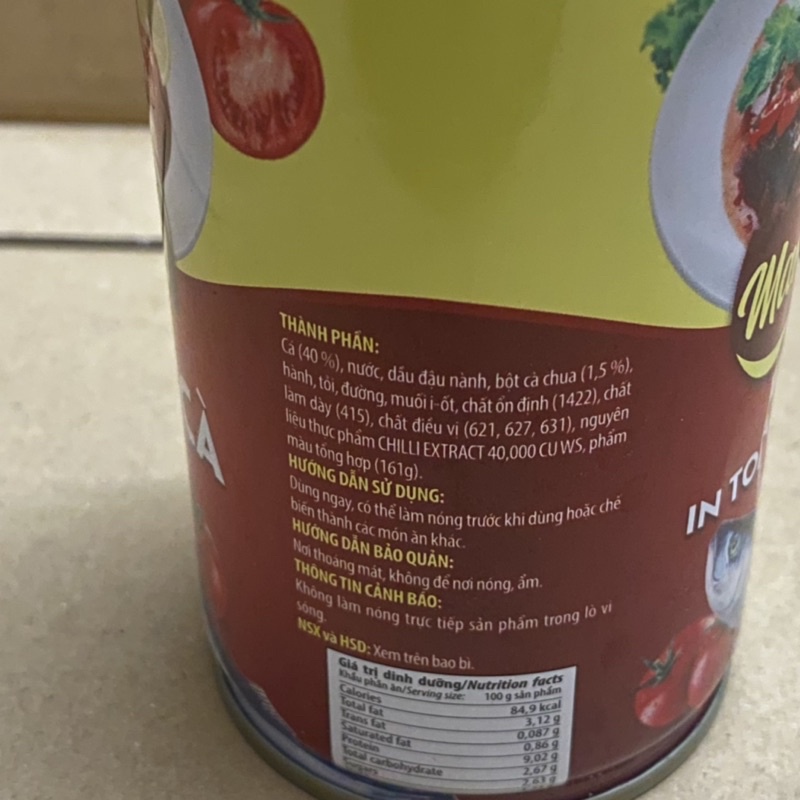 THÀNH PHẦN:
Cá (40 %), nước, dầu đậu nành, bột cà chua (1,5 %),
hành, tỏi, đường, muối i-ốt, chất ổn định (1422), chất
làm dày (415), chất điều vị (621, 627, 631), nguyên
liệu thực phẩm CHILLI EXTRACT 40,000 CU WS, phẩm
màu tổng hợp (161g).
HƯỚNG DẪN SỬ DỤNG:
Dùng ngay, có thể làm nóng trước khi dùng hoặc chế
biến thành các món ăn khác.
HƯỚNG DẪN BẢO QUẢN:
Nơi thoáng mát, không để nơi nóng, ẩm.
THÔNG TIN CẢNH BÁO:
Không làm nóng trực tiếp sản phẩm trong lò vi
sóng.
NSX và HSD: Xem trên bao bì.
Giá trị dinh dưỡng/Nutrition facts
Khẩu phần ăn/Serving size: 100 g sản phẩm
Calories 84,9 kcal
Total fat 3,12 g
Trans fat 0,087 g
Saturated fat 0,86 g
Protein 9,02 g
Total carbohydrate 2,67 g
CÀ
IN